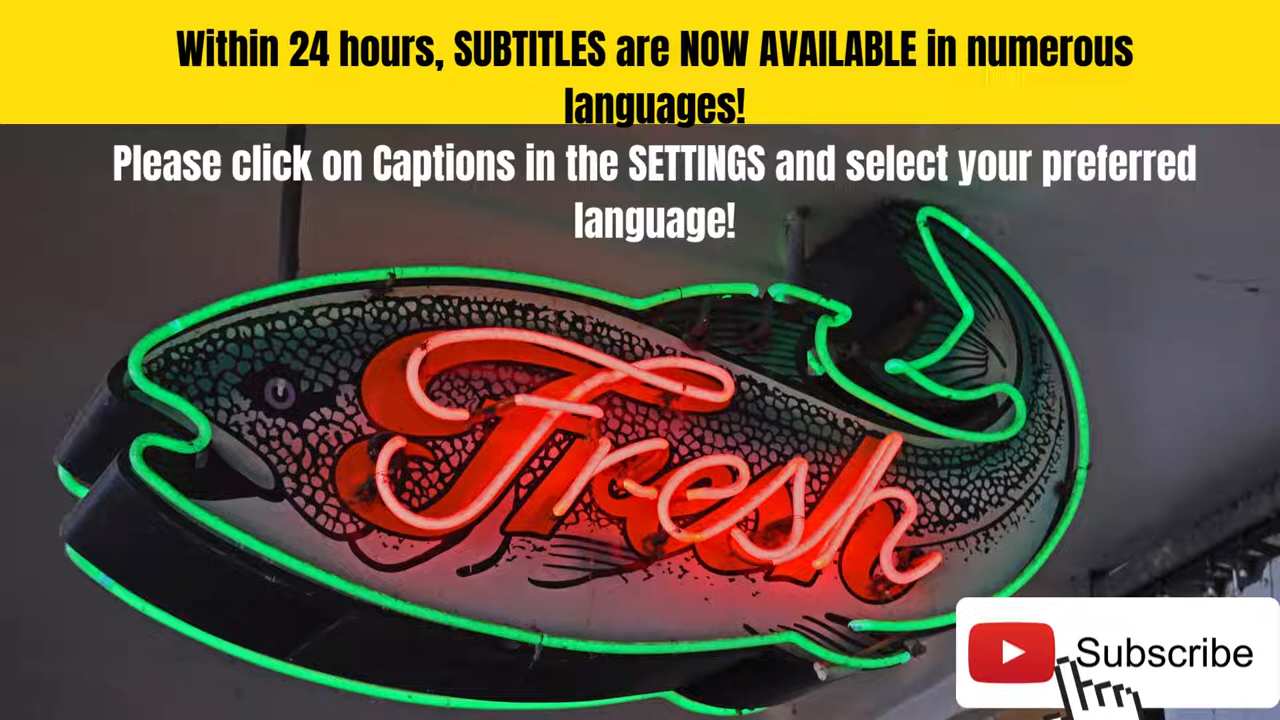 Within 24 hours, SUBTITLES are NOW AVAILABLE in numerous
languages!
Please click on Captions in the SETTINGS and select your preferred
language!
Fresh
Subscribe